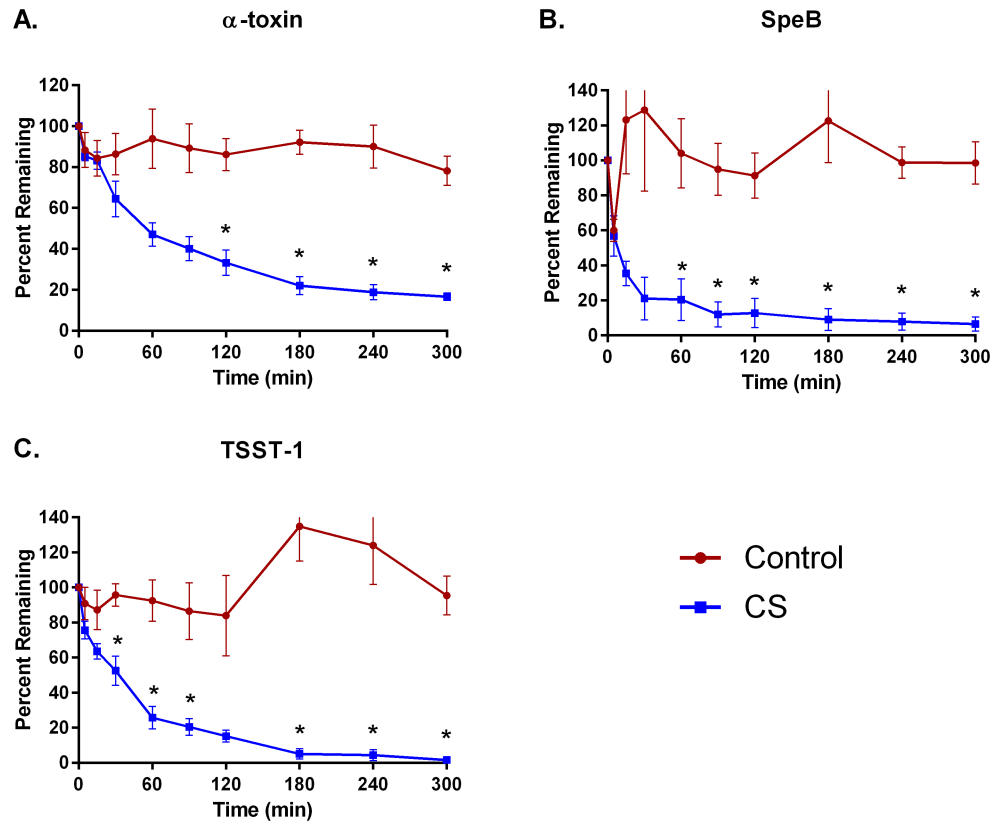 A.
α-toxin
Percent Remaining
120
100
80
60
40
20
0
*
*
*
*
0 60 120 180 240 300
Time (min)
B.
SpeB
Percent Remaining
140
120
100
80
60
40
20
0
*
*
*
*
*
*
0 60 120 180 240 300
Time (min)
C.
TSST-1
Percent Remaining
140
120
100
80
60
40
20
0
*
*
*
*
*
*
0 60 120 180 240 300
Time (min)
Control
CS